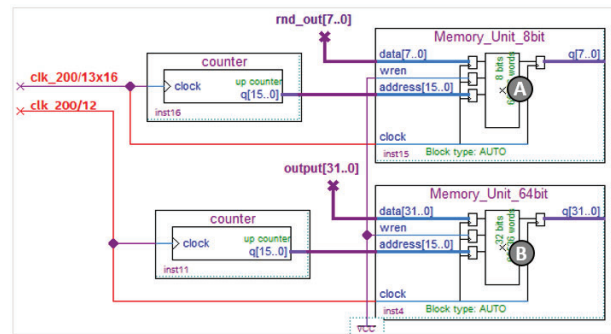 rnd_out[7..0]
Memory_Unit_8bit
data[7..0]
q[7..0]
wren
address[15..0]
8 bits
words
A
clock
inst15
Block type: AUTO
counter
clock
up counter
q[15..0]
inst16
clk_200/13x16
clk_200/12
output[31..0]
Memory_Unit_64bit
data[31..0]
q[31..0]
wren
address[15..0]
32 bits
words
B
clock
inst4
Block type: AUTO
counter
clock
up counter
q[15..0]
inst11
VCC